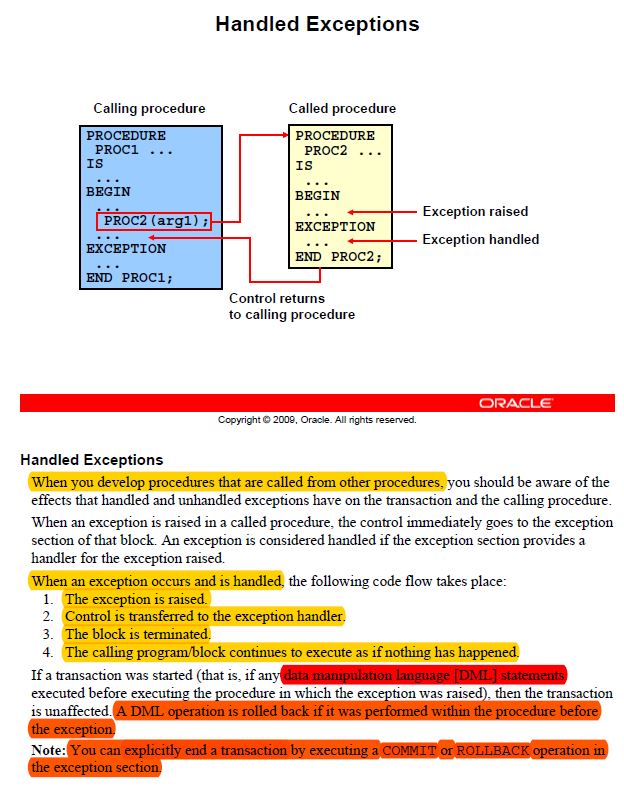 Handled Exceptions
Calling procedure
PROCEDURE
PROC1 ...
IS
...
BEGIN
...
PROC2(arg1);
...
EXCEPTION
...
END PROC1;
Called procedure
PROCEDURE
PROC2 ...
IS
...
BEGIN
...
EXCEPTION
...
END PROC2;
Exception raised
Exception handled
Control returns
to calling procedure
ORACLE
Copyright © 2009, Oracle. All rights reserved.
Handled Exceptions
When you develop procedures that are called from other procedures, you should be aware of the
effects that handled and unhandled exceptions have on the transaction and the calling procedure.
When an exception is raised in a called procedure, the control immediately goes to the exception
section of that block. An exception is considered handled if the exception section provides a
handler for the exception raised.
When an exception occurs and is handled, the following code flow takes place:
1. The exception is raised.
2. Control is transferred to the exception handler.
3. The block is terminated.
4. The calling program/block continues to execute as if nothing has happened.
If a transaction was started (that is, if any data manipulation language [DML] statements
executed before executing the procedure in which the exception was raised), then the transaction
is unaffected. A DML operation is rolled back if it was performed within the procedure before
the exception.
Note: You can explicitly end a transaction by executing a COMMIT or ROLLBACK operation in
the exception section.